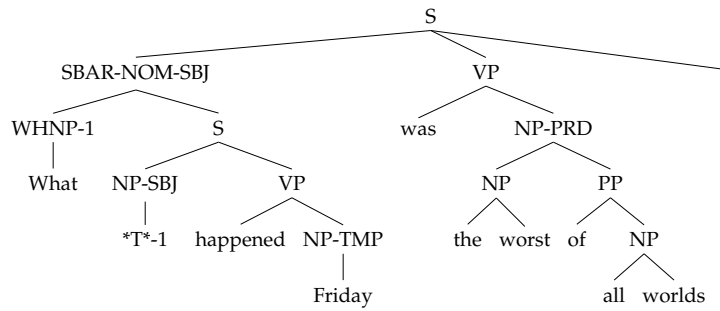 S
SBAR-NOM-SBJ VP
WHNP-1 S was NP-PRD
What NP-SBJ VP NP PP
*T*-1 happened NP-TMP the worst of NP
Friday all worlds